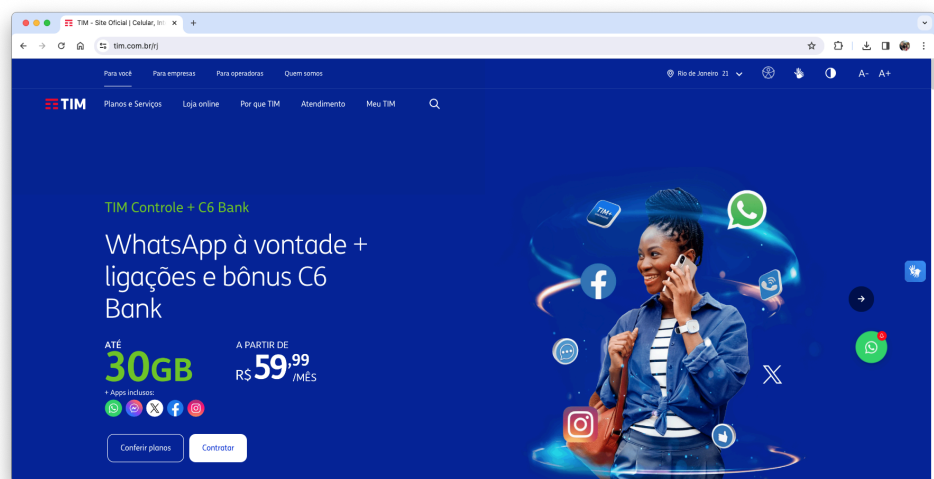 TIM - Site Oficial | Celular, Int
tim.com.br/rj
Para você Para empresas Para operadoras Quem somos
Rio de Janeiro 21
A- A+
TIM
Planos e Serviços Loja online Por que TIM Atendimento Meu TIM
TIM Controle + C6 Bank
WhatsApp à vontade +
ligações e bônus C6
Bank
ATÉ
30GB
+ Apps inclusos:
A PARTIR DE
R$ 59,99
/MÊS
Conferir planos Contratar
TIM+
0